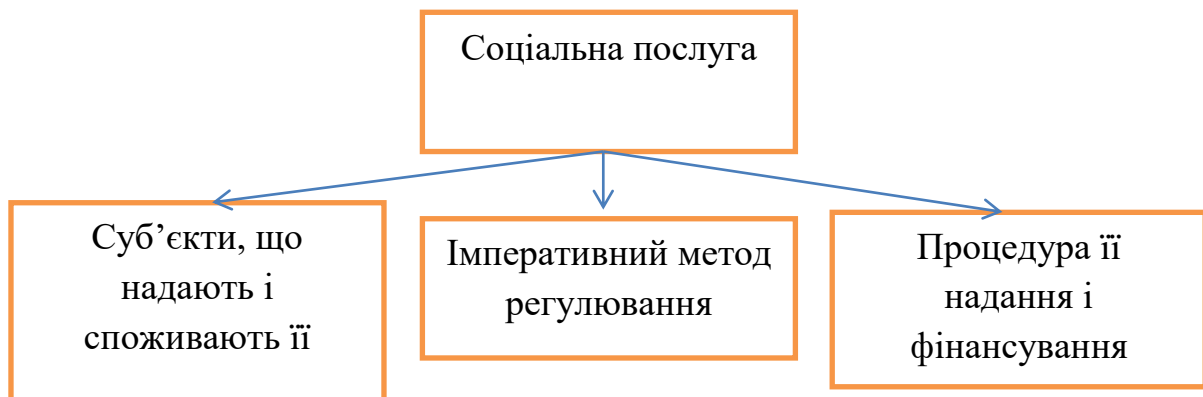 Соціальна послуга
Суб’єкти, що
надають і
споживають її
Імперативний метод
регулювання
Процедура її
надання і
фінансування